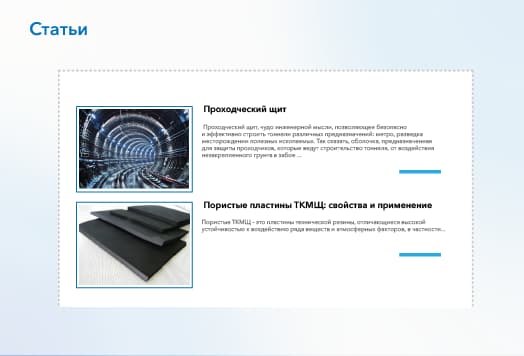 Статьи
Проходческий щит
Проходческий щит, чудо инженерной мысли, позволяющее безопасно
и эффективно строить тоннели различных предназначений: метро, разведка
месторождений полезных ископаемых. Так сказать, оболочка, предназначенная
для защиты проходчиков, которые ведут строительство тоннеля, от воздействия
незакрепленного грунта в забое ...
Пористые пластины ТКМЩ: свойства и применение
Пористые ТКМЩ - это пластины технической резины, отличающиеся высокой
устойчивостью к воздействию ряда веществ и атмосферных факторов, в частности...